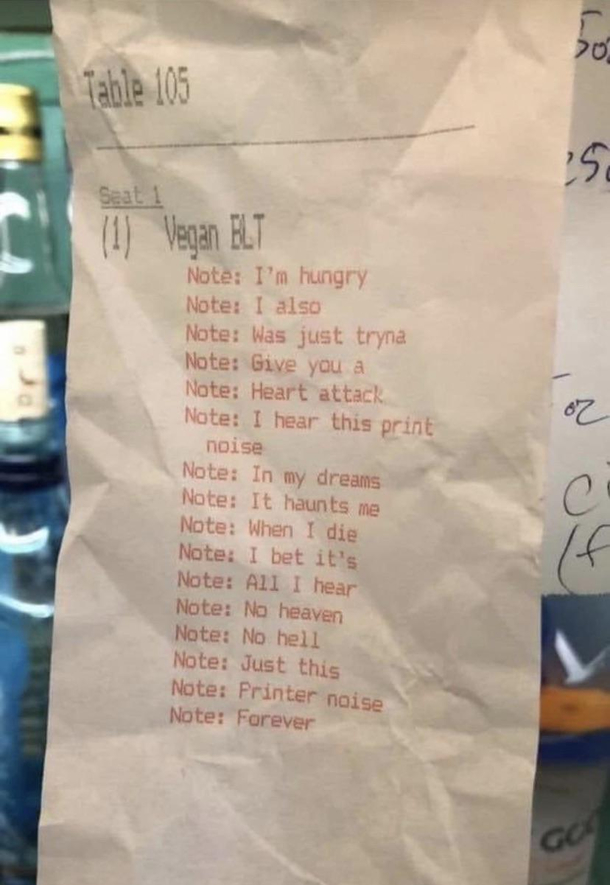 Table 105
Seat 1
(1) Vegan BLT
Note: I'm hungry
Note: I also
Note: Was just tryna
Note: Give you a
Note: Heart attack
Note: I hear this print
noise
Note: In my dreams
Note: It haunts me
Note: When I die
Note: I bet it's
Note: All I hear
Note: No heaven
Note: No hell
Note: Just this
Note: Printer noise
Note: Forever
oz